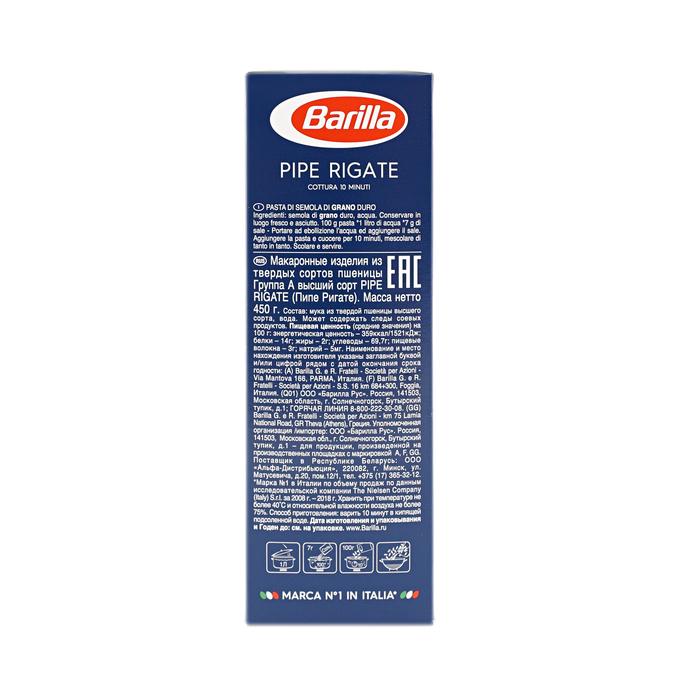 Barilla
PIPE RIGATE
COTTURA 10 MINUTI
I PASTA DI SEMOLA DI GRANO DURO
Ingredienti: semola di grano duro, acqua. Conservare in
luogo fresco e asciutto. 100 g pasta *1 litro di acqua *7 g di
sale - Portare ad ebollizione l'acqua ed aggiungere il sale.
Aggiungere la pasta e cuocere per 10 minuti, mescolare di
tanto in tanto. Scolare e servire.
RUS Макаронные изделия из
твердых сортов пшеницы
Группа А высший сорт PIPE
EAC
RIGATE (Пипе Ригате). Масса нетто
450 г. Состав: мука из твердой пшеницы высшего
сорта, вода. Может содержать следы соевых
продуктов. Пищевая ценность (средние значения) на
100 г: энергетическая ценность – 359ккал/1521кДж;
белки – 14г; жиры – 2г; углеводы – 69,7г; пищевые
волокна – 3г; натрий – 5мг. Наименование и место
нахождения изготовителя указаны заглавной буквой
и/или цифрой рядом с датой окончания срока
годности: (A) Barilla G. e R. Fratelli - Società per Azioni -
Via Mantova 166, PARMA, Италия. (F) Barilla G. e R.
Fratelli - Società per Azioni - S.S. 16 km 684+300, Foggia,
Италия. (Q01) ООО «Барилла Рус». Россия, 141503,
Московская область, г. Солнечногорск, Бутырский
тупик, д.1; ГОРЯЧАЯ ЛИНИЯ 8-800-222-30-08. (GG)
Barilla G. e R. Fratelli - Società per Azioni - km 75 Lamia
National Road, GR Theva (Athens), Греция. Уполномоченная
организация /импортер: ООО «Барилла Рус». Россия,
141503, Московская обл., г. Солнечногорск, Бутырский
тупик, д.1 – для продукции, произведенной на
производственных площадках с маркировкой A, F, GG.
Поставщик в Республике Беларусь: ООО
«Альфа-Дистрибьюция», 220082, г. Минск, ул.
Матусевича, д.20, пом.12/1, тел. +375 (17) 365-32-12.
*Марка №1 в Италии по объему продаж по данным
исследовательской компании The Nielsen Company
(Italy) S.r.l. за 2008 г. – 2018 г. Хранить при температуре не
более 40°С и относительной влажности воздуха не более
75%. Способ приготовления: варить 10 минут в кипящей
подсоленной воде. Дата изготовления и упаковывания
и Годен до: см. на упаковке. www.Barilla.ru
1Л 7г 100° 100г 10'
MARCA N°1 IN ITALIA*